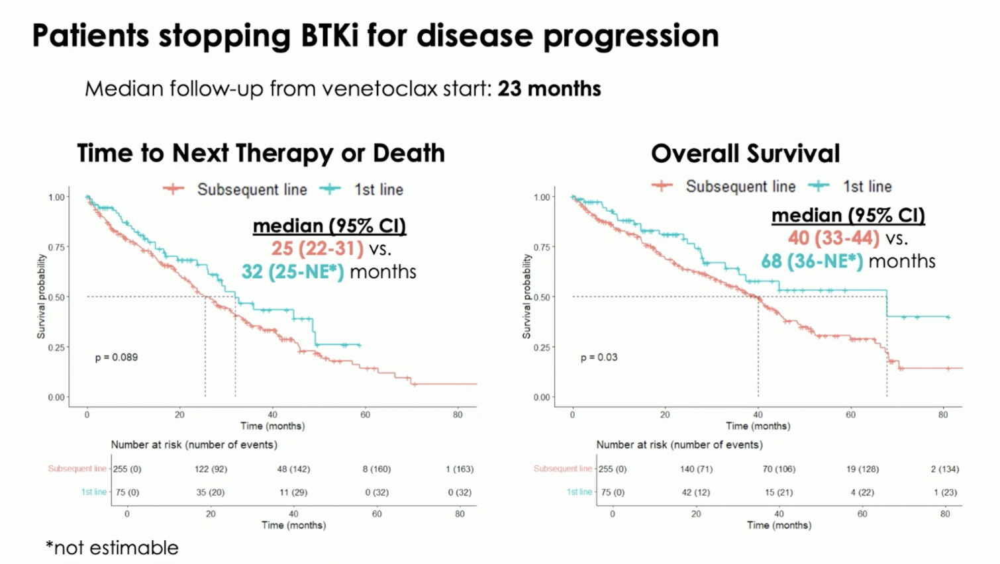 Patients stopping BTKi for disease progression
Median follow-up from venetoclax start: 23 months
Time to Next Therapy or Death
Subsequent line 1st line
median (95% CI)
25 (22-31) vs.
32 (25-NE*) months
Survival probability
1.00
0.75
0.50
0.25
0.00
p = 0.089
0 20 40 60 80
Time (months)
Number at risk (number of events)
Subsequent line 255 (0) 122 (92) 48 (142) 8 (160) 1 (163)
1st line 75 (0) 35 (20) 11 (29) 0 (32) 0 (32)
0 20 40 60 80
Time (months)
Overall Survival
Subsequent line 1st line
median (95% CI)
40 (33-44) vs.
68 (36-NE*) months
Survival probability
1.00
0.75
0.50
0.25
0.00
p = 0.03
0 20 40 60 80
Time (months)
Number at risk (number of events)
Subsequent line 255 (0) 140 (71) 70 (106) 19 (128) 2 (134)
1st line 75 (0) 42 (12) 15 (21) 4 (22) 1 (23)
0 20 40 60 80
Time (months)
*not estimable